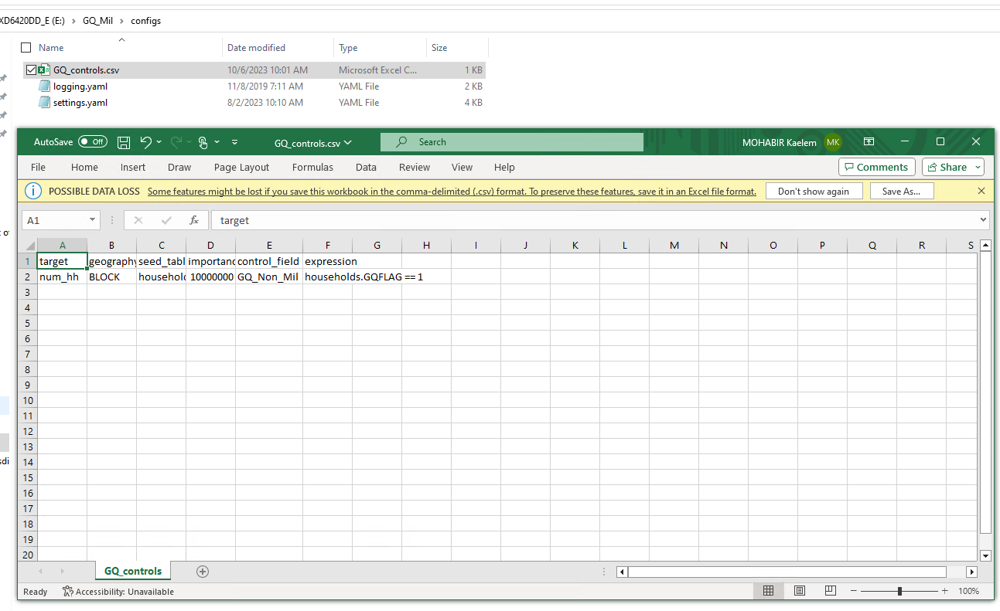 XD6420DD_E (E:) > GQ_Mil > configs
Name Date modified Type Size
GQ_controls.csv 10/6/2023 10:01 AM Microsoft Excel C... 1 KB
logging.yaml 11/8/2019 7:11 AM YAML File 2 KB
settings.yaml 8/2/2023 10:10 AM YAML File 4 KB
AutoSave Off GQ_controls.csv Search MOHABIR Kaelem MK
File Home Insert Draw Page Layout Formulas Data Review View Help Comments Share
POSSIBLE DATA LOSS Some features might be lost if you save this workbook in the comma-delimited (.csv) format. To preserve these features, save it in an Excel file format. Don't show again Save As...
A1 fx target
A B C D E F G H I J K L M N O P Q R S
1 target geography seed_tabl importanc control_field expression
2 num_hh BLOCK household 10000000 GQ_Non_Mil households.GQFLAG == 1
3
4
5
6
7
8
9
10
11
12
13
14
15
16
17
18
19
20
GQ_controls
Ready Accessibility: Unavailable 100%